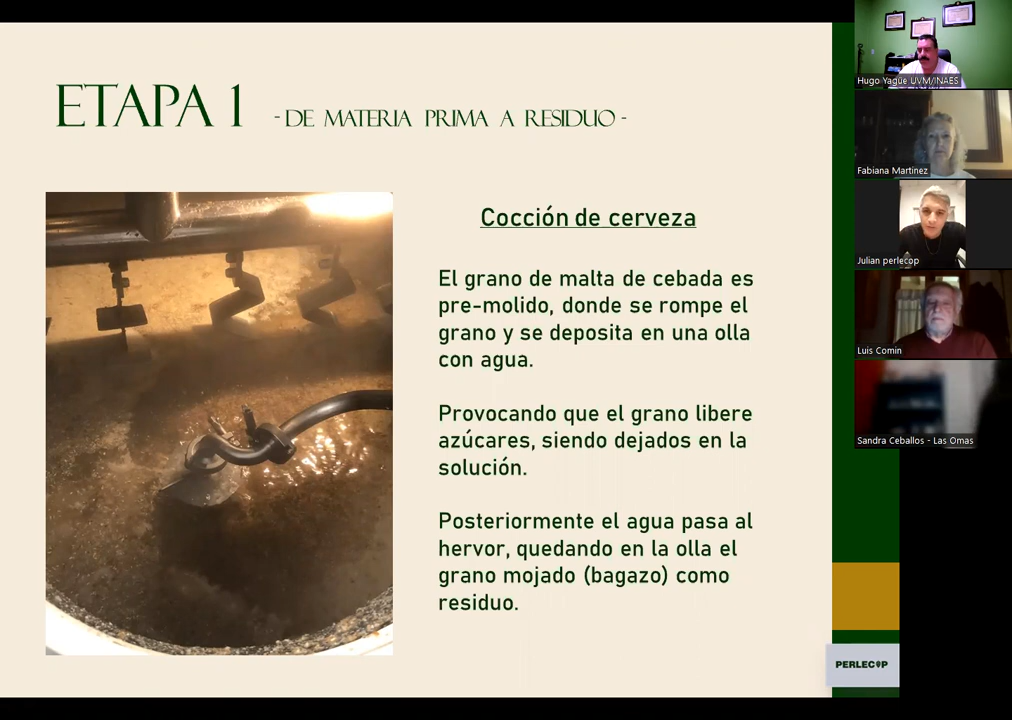 ETAPA 1 - DE MATERIA PRIMA A RESIDUO -
Cocción de cerveza
El grano de malta de cebada es
pre-molido, donde se rompe el
grano y se deposita en una olla
con agua.
Provocando que el grano libere
azúcares, siendo dejados en la
solución.
Posteriormente el agua pasa al
hervor, quedando en la olla el
grano mojado (bagazo) como
residuo.
PERLECOP
Hugo Yagüe UVM/INAES
Fabiana Martinez
Julian perlecop
Luis Comin
Sandra Ceballos - Las Omas